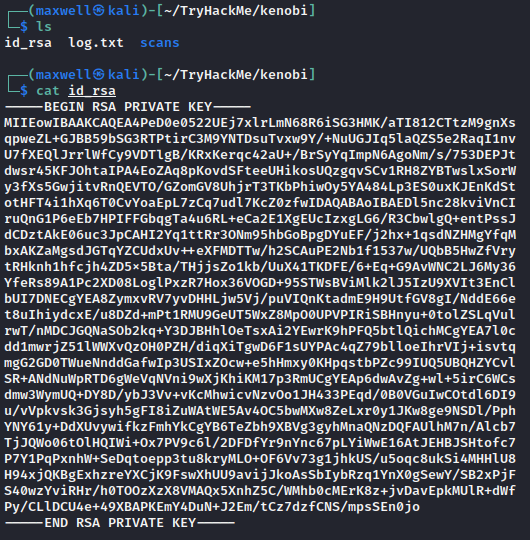 ┌──(maxwell㉿kali)-[~/TryHackMe/kenobi]
└─$ ls
id_rsa  log.txt  scans
┌──(maxwell㉿kali)-[~/TryHackMe/kenobi]
└─$ cat id_rsa
-----BEGIN RSA PRIVATE KEY-----
MIIEowIBAAKCAQEA4PeD0e0522UEj7xlrLmN68R6iSG3HMK/aTI812CTtzM9gnXs
qpweZL+GJBB59bSG3RTPtirC3M9YNTDsuTvxw9Y/+NuUGJIq5laQZS5e2RaqI1nv
U7fXEQlJrrlWfCy9VDTlgB/KRxKerqc42aU+/BrSyYqImpN6AgoNm/s/753DEPJt
dwsr45KFJOhtaIPA4EoZAq8pKovdSFteeUHikosUQzgqvSCv1RH8ZYBTwslxSorW
y3fXs5GwjitvRnQEVTO/GZomGV8UhjrT3TKbPhiwOy5YA484Lp3ES0uxKJEnKdSt
otHFT4i1hXq6T0CvYoaEpL7zCq7udl7KcZ0zfwIDAQABAoIBAEDl5nc28kviVnCI
ruQnG1P6eEb7HPIFFGbqgTa4u6RL+eCa2E1XgEUcIzxgLG6/R3CbwlgQ+entPssJ
dCDztAkE06uc3JpCAHI2Yq1ttRr3ONm95hbGoBpgDYuEF/j2hx+1qsdNZHMgYfqM
bxAKZaMgsdJGTqYZCUdxUv++eXFMDTTw/h2SCAuPE2Nb1f1537w/UQbB5HwZfVry
tRHknh1hfcjh4ZD5x5Bta/THjjsZo1kb/UuX41TKDFE/6+Eq+G9AvWNC2LJ6My36
YfeRs89A1Pc2XD08LoglPxzR7Hox36VOGD+95STWsBViMlk2lJ5IzU9XVIt3EnCl
bUI7DNECgYEA8ZymxvRV7yvDHHLjw5Vj/puVIQnKtadmE9H9UtfGV8gI/NddE66e
t8uIhiydcxE/u8DZd+mPt1RMU9GeUT5WxZ8MpO0UPVPIRiSBHnyu+0tolZSLqVul
rwT/nMDCJGQNaSOb2kq+Y3DJBHhlOeTsxAi2YEwrK9hPFQ5btlQichMCgYEA7l0c
dd1mwrjZ51lWWXvQzOH0PZH/diqXiTgwD6F1sUYPAc4qZ79blloeIhrVIj+isvtq
mgG2GD0TWueNnddGafwIp3USIxZOcw+e5hHmxy0KHpqstbPZc99IUQ5UBQHZYCvl
SR+ANdNuWpRTD6gWeVqNVni9wXjKhiKM17p3RmUCgYEAp6dwAvZg+wl+5irC6WCs
dmw3WymUQ+DY8D/ybJ3Vv+vKcMhwicvNzvOo1JH433PEqd/0B0VGuIwCOtdl6DI9
u/vVpkvsk3Gjsyh5gFI8iZuWAtWE5Av4OC5bwMXw8ZeLxr0y1JKw8ge9NSDl/Pph
YNY61y+DdXUvywifkzFmhYkCgYB6TeZbh9XBVg3gyhMnaQNzDQFAUlhM7n/Alcb7
TjJQWo06tOlHQIWi+Ox7PV9c6l/2DFDfYr9nYnc67pLYiWwE16AtJEHBJSHtofc7
P7Y1PqPxnhW+SeDqtoepp3tu8kryMLO+OF6Vv73g1jhkUS/u5oqc8ukSi4MHHlU8
H94xjQKBgExhzreYXCjK9FswXhUU9avijJkoAsSbIybRzq1YnX0gSewY/SB2xPjF
S40wzYviRHr/h0TOOzXzX8VMAQx5XnhZ5C/WMhb0cMErK8z+jvDavEpkMUlR+dWf
Py/CLlDCU4e+49XBAPKEmY4DuN+J2Em/tCz7dzfCNS/mpsSEn0jo
-----END RSA PRIVATE KEY-----